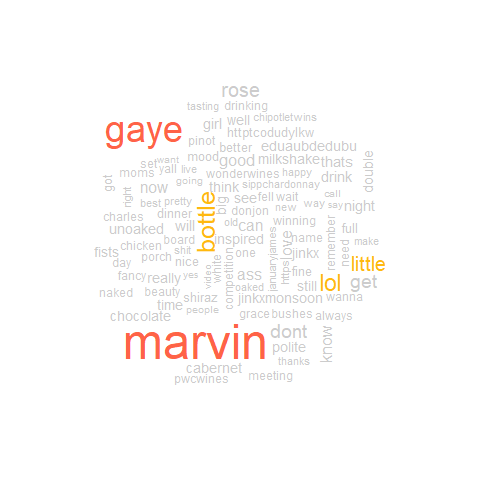 rose
tasting drinking
gaye girl well chipotletwins
httptcodudylkw
pinot better eduaubdedubu
set want mood good milkshake thats
moms yall live wonderwines happy double
got now going think sippchardonnay drink
right best pretty bottle big see fell wait call
charles dinner donjon new way say night
unoaked will old can winning
chicken board inspired love name remember full
fists porch shit one jinkx need make
day nice
fancy really yes video white ass januaryjames https fine little
naked beauty competition oaked still lol get
time shiraz jinkxmonsoon wanna
people
chocolate grace bushes always
marvin dont know
polite
cabernet thanks
pwcwines meeting